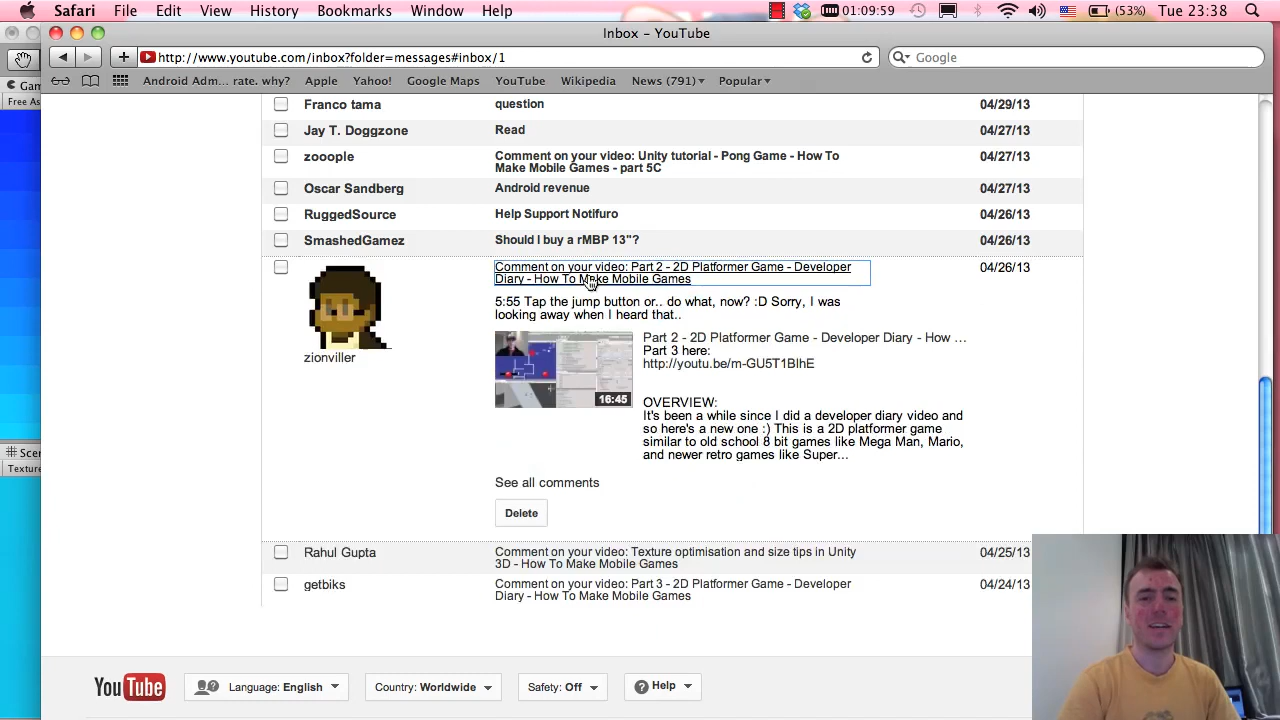 Safari File Edit View History Bookmarks Window Help 01:09:59 (53%) Tue 23:38
Inbox – YouTube
http://www.youtube.com/inbox?folder=messages#inbox/1 Google
Android Adm... rate. why? Apple Yahoo! Google Maps YouTube Wikipedia News (791) Popular
Gam
Free As
Franco tama question 04/29/13
Jay T. Doggzone Read 04/27/13
zooople Comment on your video: Unity tutorial - Pong Game - How To 04/27/13
Make Mobile Games - part 5C
Oscar Sandberg Android revenue 04/27/13
RuggedSource Help Support Notifuro 04/26/13
SmashedGamez Should I buy a rMBP 13"? 04/26/13
Comment on your video: Part 2 - 2D Platformer Game - Developer 04/26/13
Diary - How To Make Mobile Games
5:55 Tap the jump button or.. do what, now? :D Sorry, I was
looking away when I heard that..
zionviller
16:45
Part 2 - 2D Platformer Game - Developer Diary - How ...
Part 3 here:
http://youtu.be/m-GU5T1BlhE
OVERVIEW:
It's been a while since I did a developer diary video and
so here's a new one :) This is a 2D platformer game
similar to old school 8 bit games like Mega Man, Mario,
and newer retro games like Super...
Scen
Texture
See all comments
Delete
Rahul Gupta Comment on your video: Texture optimisation and size tips in Unity 04/25/13
3D - How To Make Mobile Games
getbiks Comment on your video: Part 3 - 2D Platformer Game - Developer 04/24/13
Diary - How To Make Mobile Games
YouTube Language: English Country: Worldwide Safety: Off Help